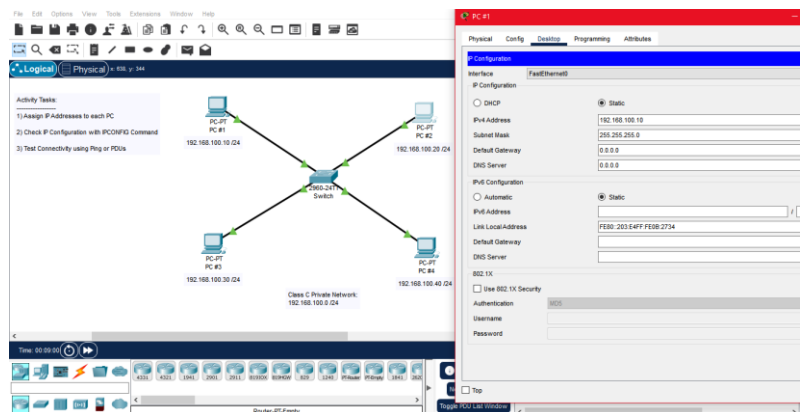 File Edit Options View Tools Extensions Window Help
Logical Physical x: 638, y: 344
Activity Tasks:
1) Assign IP Addresses to each PC
2) Check IP Configuration with IPCONFIG Command
3) Test Connectivity using Ping or PDUs
PC-PT
PC #1
192.168.100.10 /24
PC-PT
PC #2
192.168.100.20 /24
2960-24TT
Switch
PC-PT
PC #3
192.168.100.30 /24
PC-PT
PC #4
192.168.100.40 /24
Class C Private Network:
192.168.100.0 /24
Time: 00:09:00
4331 4321 1941 2901 2911 819IOX 819HGW 829 1240 PT-Router PT-Empty 1841
Router-PT-Empty
Toggle PDU List Window
PC #1
Physical Config Desktop Programming Attributes
IP Configuration
Interface FastEthernet0
IP Configuration
DHCP Static
IPv4 Address 192.168.100.10
Subnet Mask 255.255.255.0
Default Gateway 0.0.0.0
DNS Server 0.0.0.0
IPv6 Configuration
Automatic Static
IPv6 Address /
Link Local Address FE80::203:E4FF:FE0B:2734
Default Gateway
DNS Server
802.1X
Use 802.1X Security
Authentication MD5
Username
Password
Top